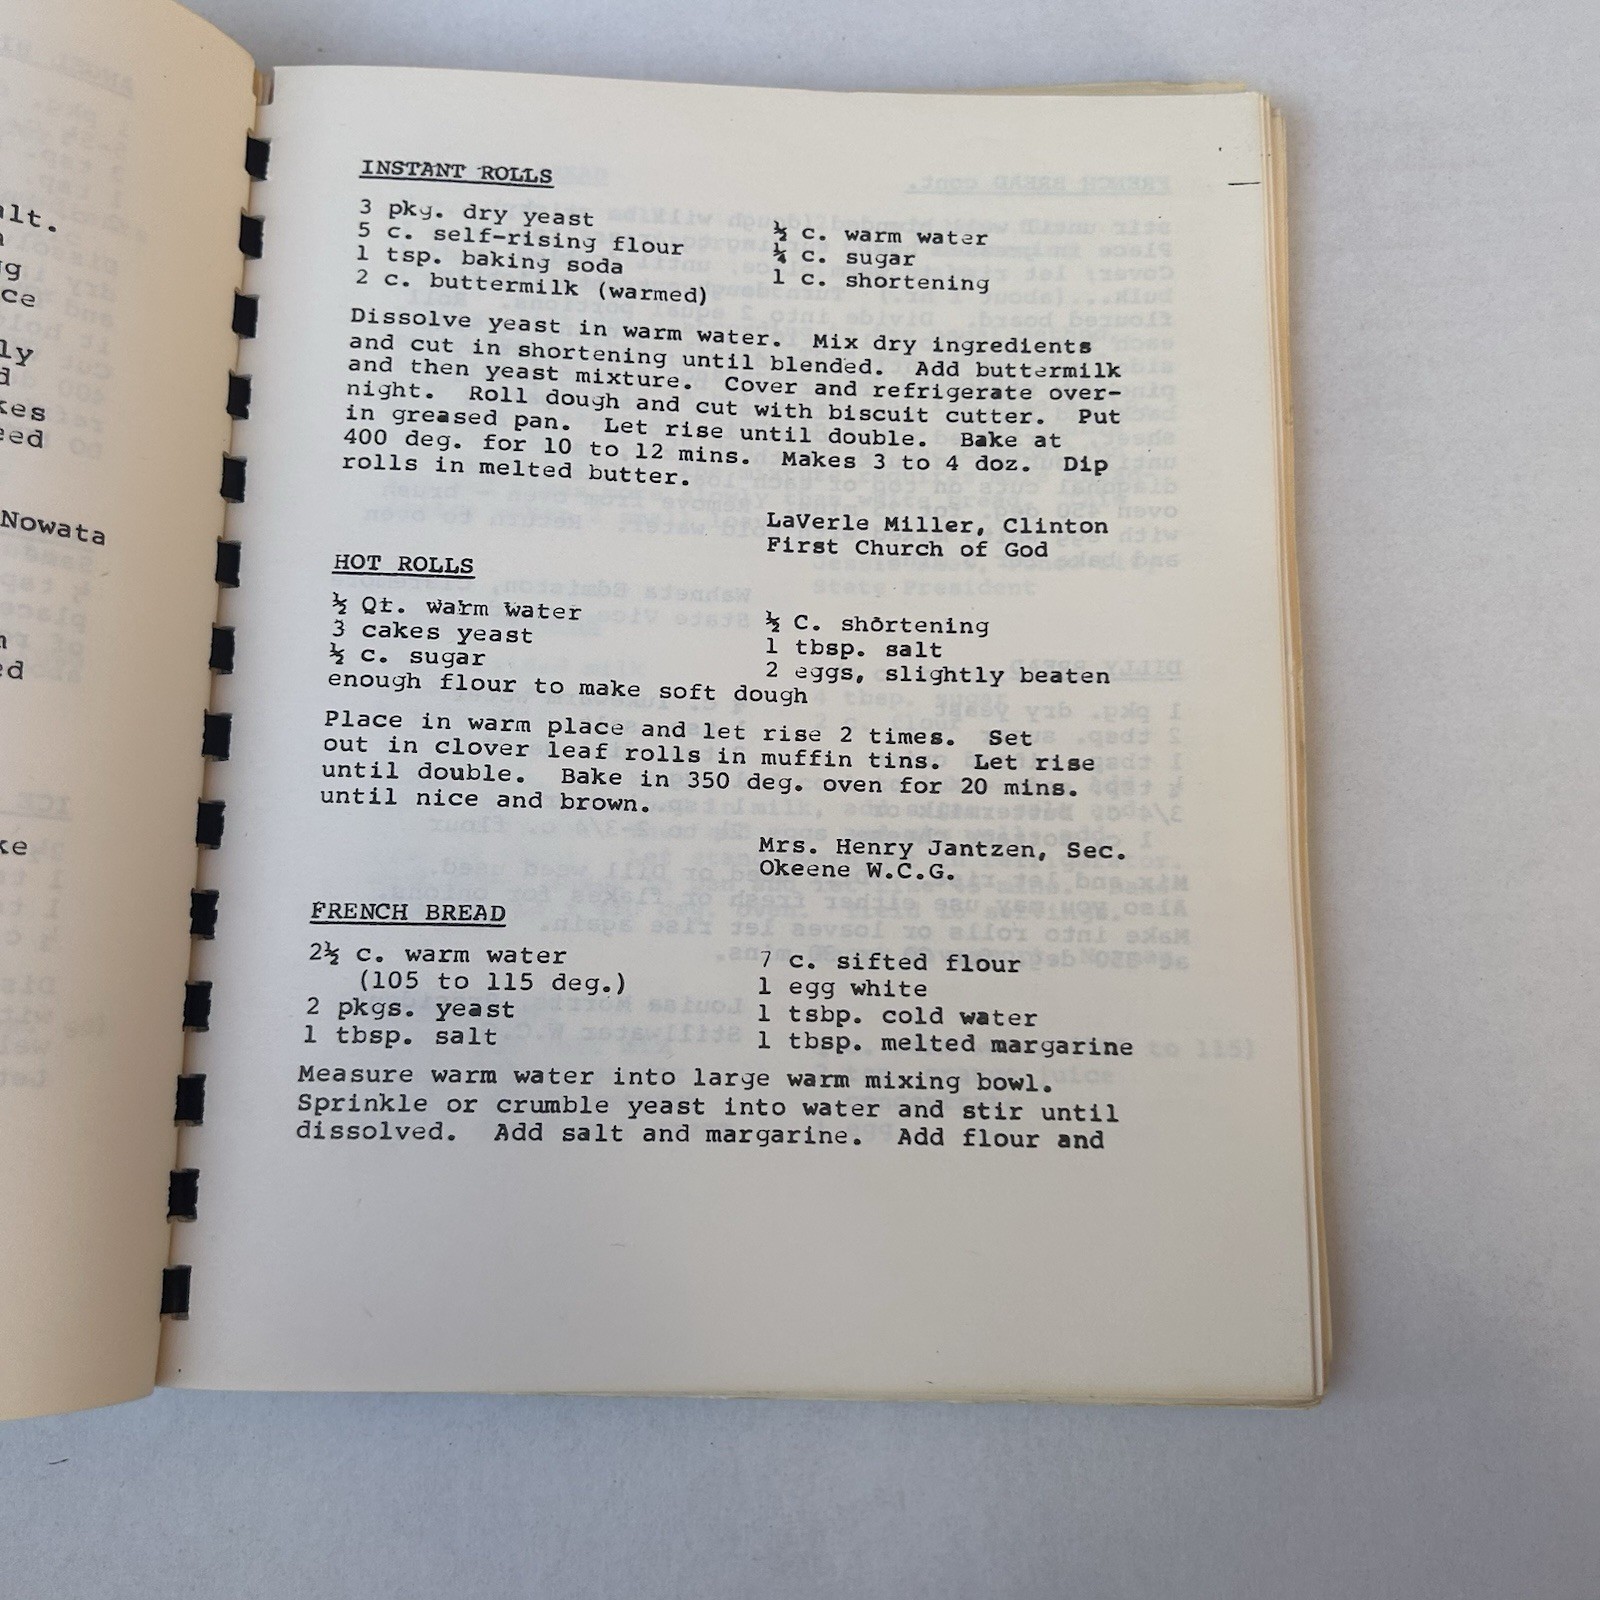 alt.
ce
ly
Nowata
INSTANT ROLLS
3 pkg. dry yeast
5 c. self-rising flour
1 tsp. baking soda
2 c. buttermilk (warmed)
½ c. warm water
¼ c. sugar
1 c. shortening
Dissolve yeast in warm water. Mix dry ingredients
and cut in shortening until blended. Add buttermilk
and then yeast mixture. Cover and refrigerate over-
night. Roll dough and cut with biscuit cutter. Put
in greased pan. Let rise until double. Bake at
400 deg. for 10 to 12 mins. Makes 3 to 4 doz. Dip
rolls in melted butter.
LaVerle Miller, Clinton
First Church of God
HOT ROLLS
½ Qt. warm water
3 cakes yeast
½ c. sugar
½ C. shortening
1 tbsp. salt
2 eggs, slightly beaten
enough flour to make soft dough
Place in warm place and let rise 2 times. Set
out in clover leaf rolls in muffin tins. Let rise
until double. Bake in 350 deg. oven for 20 mins.
until nice and brown.
Mrs. Henry Jantzen, Sec.
Okeene W.C.G.
FRENCH BREAD
2½ c. warm water
(105 to 115 deg.)
2 pkgs. yeast
1 tbsp. salt
7 c. sifted flour
1 egg white
1 tsbp. cold water
1 tbsp. melted margarine
Measure warm water into large warm mixing bowl.
Sprinkle or crumble yeast into water and stir until
dissolved. Add salt and margarine. Add flour and